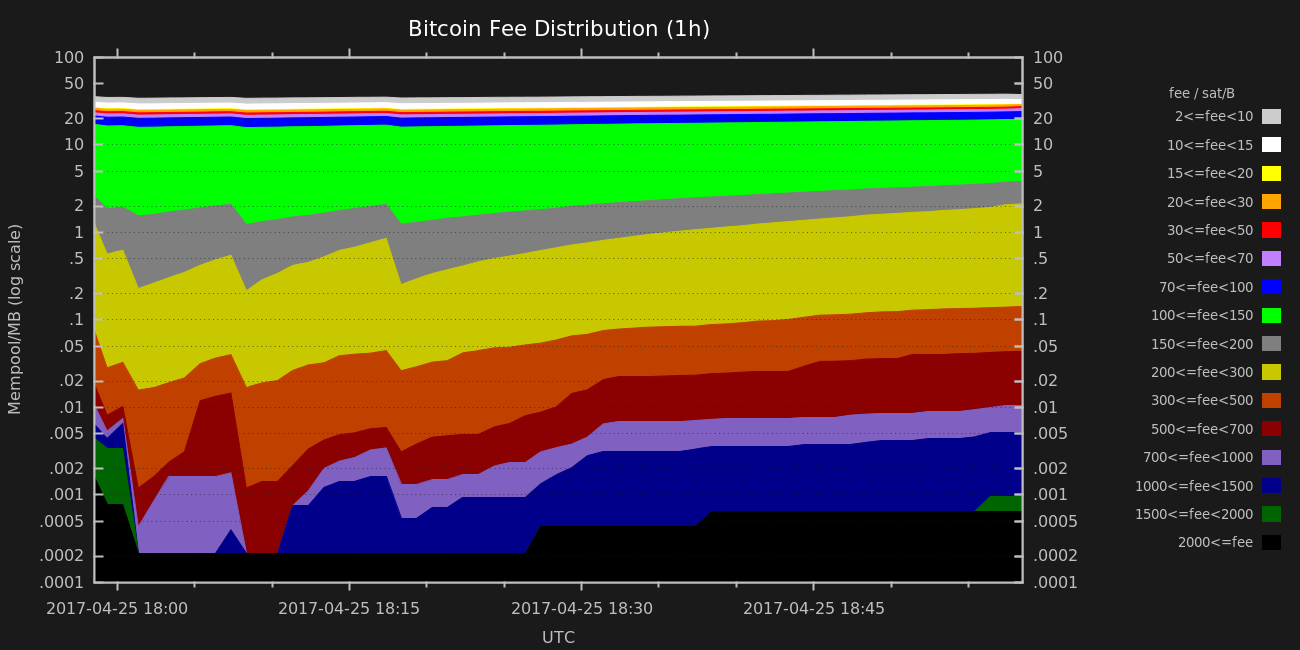 Bitcoin Fee Distribution (1h)
Mempool/MB (log scale)
100
50
20
10
5
2
1
.5
.2
.1
.05
.02
.01
.005
.002
.001
.0005
.0002
.0001
100
50
20
10
5
2
1
.5
.2
.1
.05
.02
.01
.005
.002
.001
.0005
.0002
.0001
2017-04-25 18:00
2017-04-25 18:15
2017-04-25 18:30
2017-04-25 18:45
UTC
fee / sat/B
2<=fee<10
10<=fee<15
15<=fee<20
20<=fee<30
30<=fee<50
50<=fee<70
70<=fee<100
100<=fee<150
150<=fee<200
200<=fee<300
300<=fee<500
500<=fee<700
700<=fee<1000
1000<=fee<1500
1500<=fee<2000
2000<=fee